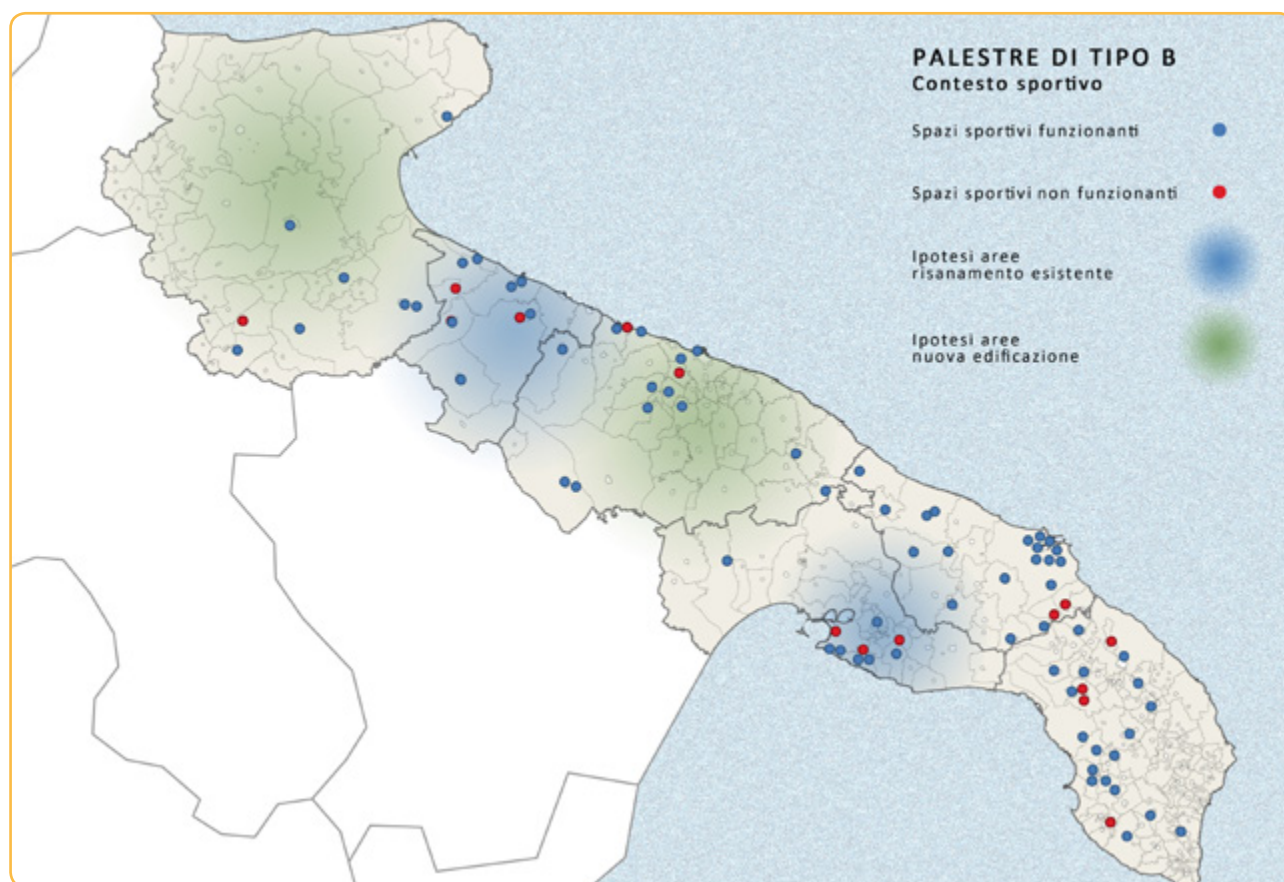 PALESTRE DI TIPO B
Contesto sportivo
Spazi sportivi funzionanti
Spazi sportivi non funzionanti
Ipotesi aree
risanamento esistente
Ipotesi aree
nuova edificazione